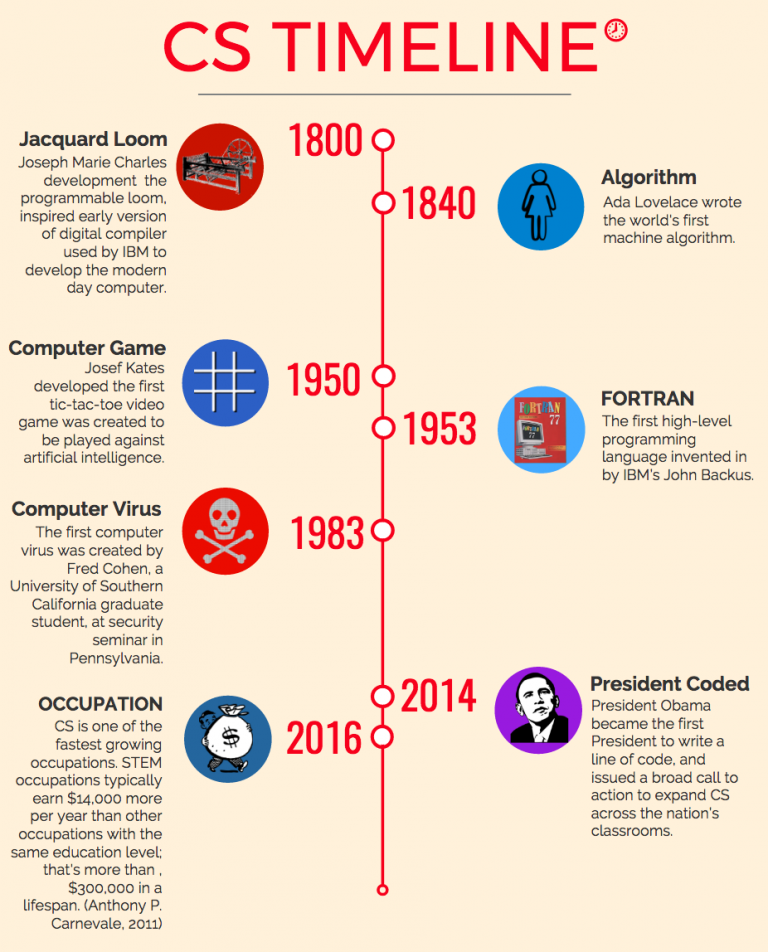 CS TIMELINE
1800
Jacquard Loom
Joseph Marie Charles
development the
programmable loom,
inspired early version
of digital compiler
used by IBM to
develop the modern
day computer.
1840
Algorithm
Ada Lovelace wrote
the world's first
machine algorithm.
1950
Computer Game
Josef Kates
developed the first
tic-tac-toe video
game was created to
be played against
artificial intelligence.
1953
FORTRAN
The first high-level
programming
language invented in
by IBM's John Backus.
FORTRAN
77
FORTRAN
77
1983
Computer Virus
The first computer
virus was created by
Fred Cohen, a
University of Southern
California graduate
student, at security
seminar in
Pennsylvania.
2014
President Coded
President Obama
became the first
President to write a
line of code, and
issued a broad call to
action to expand CS
across the nation's
classrooms.
2016
OCCUPATION
CS is one of the
fastest growing
occupations. STEM
occupations typically
earn $14,000 more
per year than other
occupations with the
same education level;
that's more than ,
$300,000 in a
lifespan. (Anthony P.
Carnevale, 2011)
$